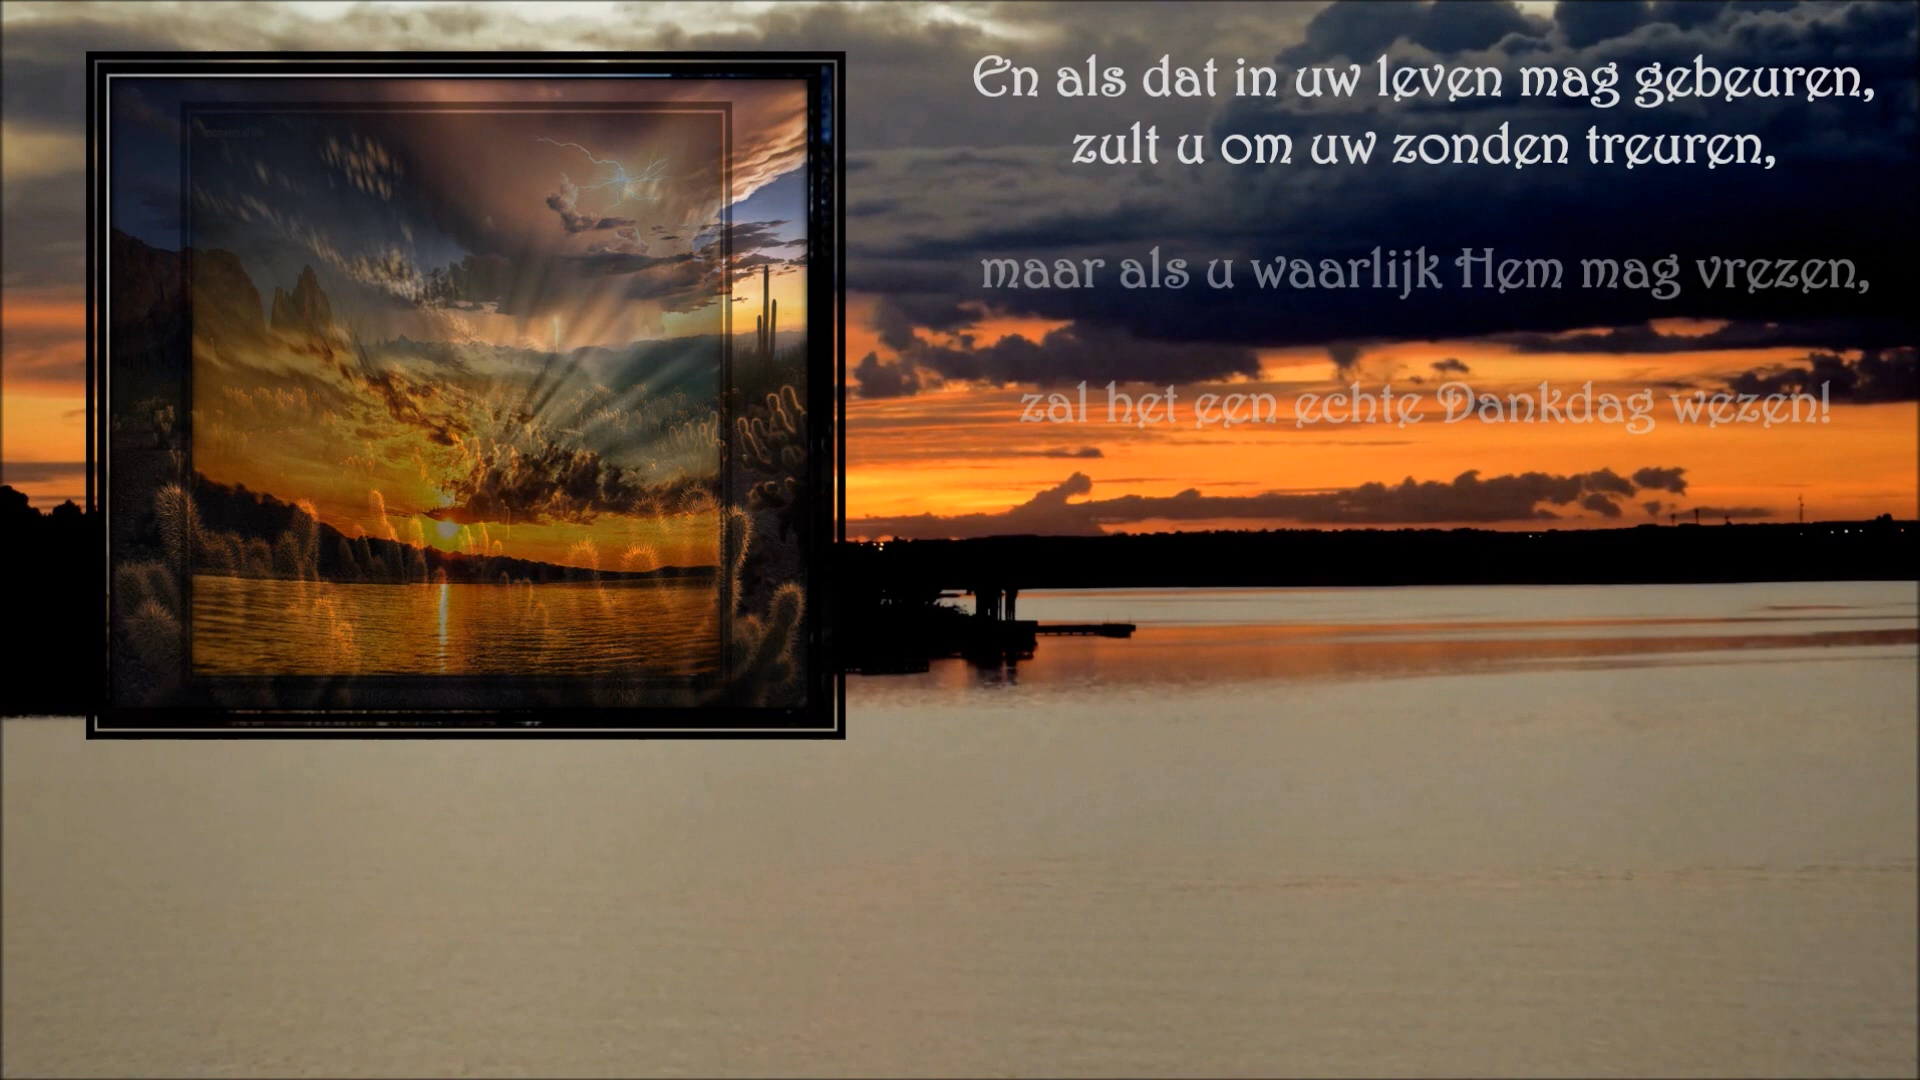 En als dat in uw leven mag gebeuren,
zult u om uw zonden treuren,
maar als u waarlijk Hem mag vrezen,
zal het een echte Dankdag wezen!